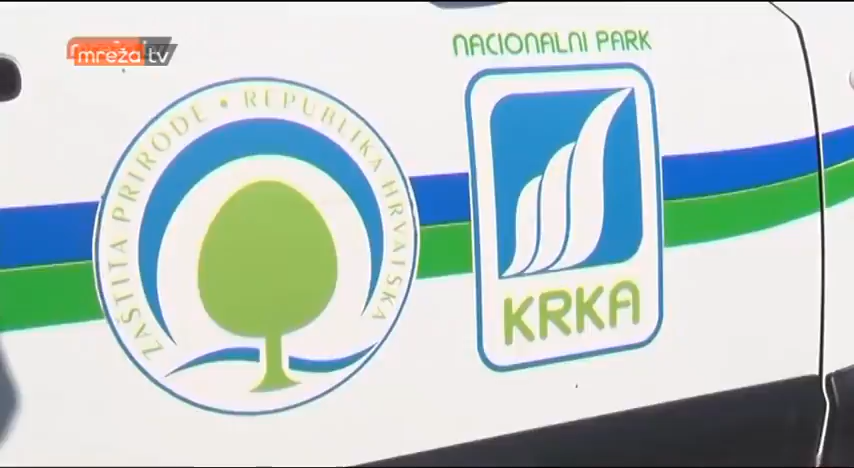 mreža tv
ZAŠTITA PRIRODE • REPUBLIKA HRVATSKA
NACIONALNI PARK
KRKA